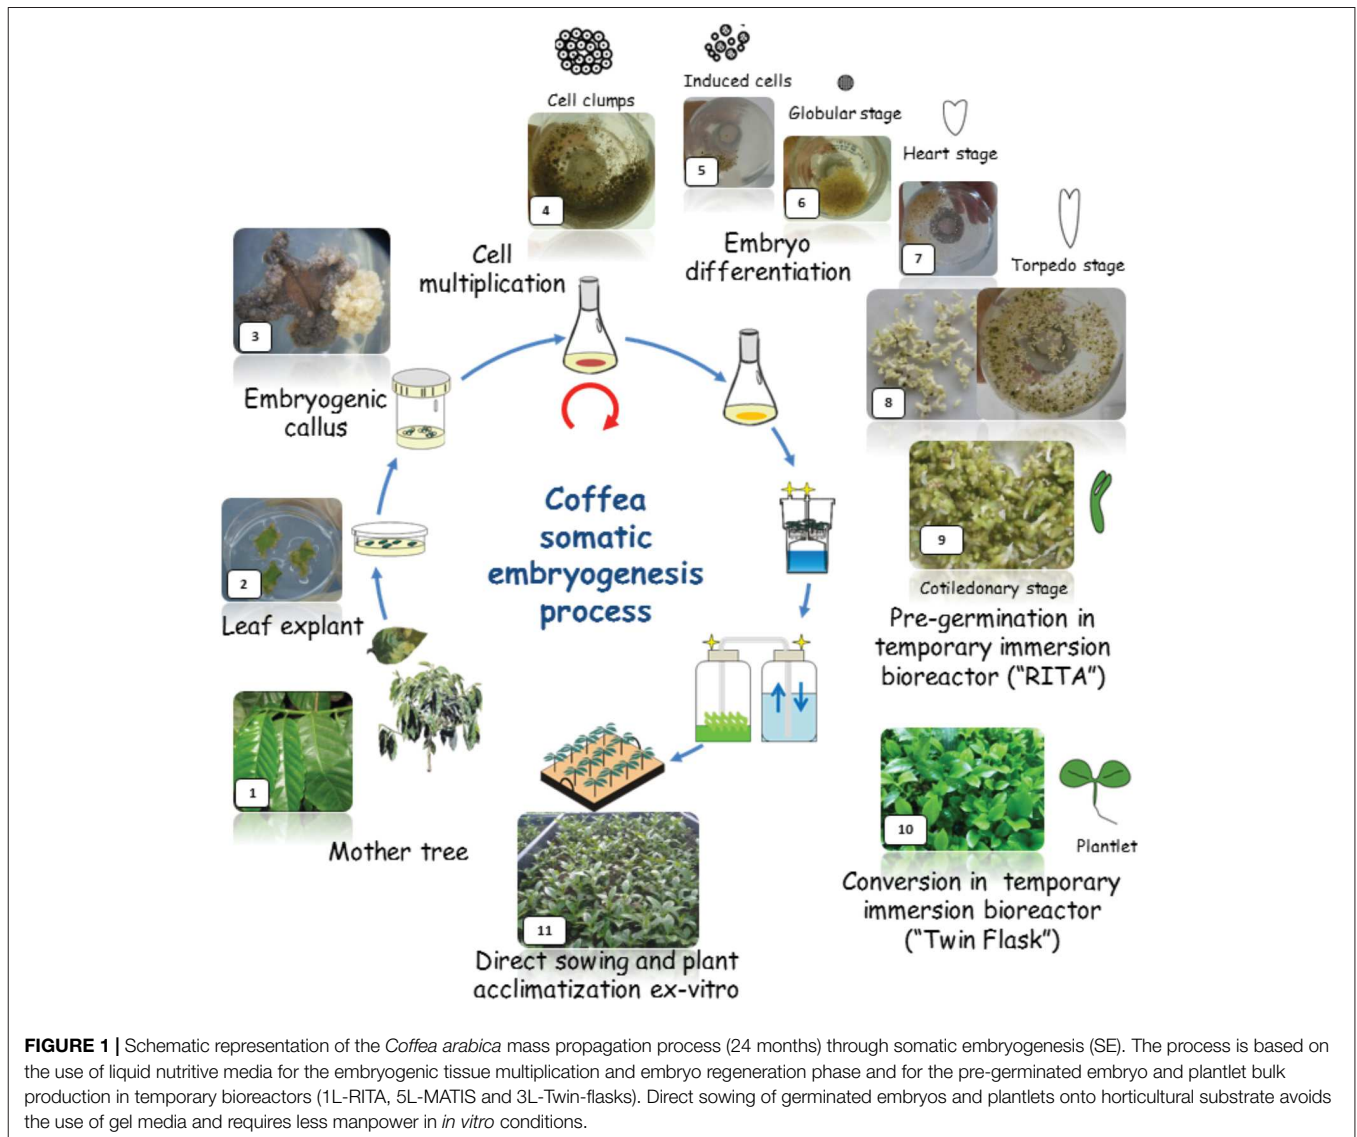 Cell clumps
4
Cell
multiplication
Induced cells
5
Globular stage
6
Heart stage
7
Torpedo stage
Embryo
differentiation
8
3
Embryogenic
callus
2
Leaf explant
1
Mother tree
Coffea
somatic
embryogenesis
process
9
Cotiledonary stage
Pre-germination in
temporary immersion
bioreactor (“RITA”)
10
Plantlet
Conversion in temporary
immersion bioreactor
(“Twin Flask”)
11
Direct sowing and plant
acclimatization ex-vitro
FIGURE 1 | Schematic representation of the Coffea arabica mass propagation process (24 months) through somatic embryogenesis (SE). The process is based on
the use of liquid nutritive media for the embryogenic tissue multiplication and embryo regeneration phase and for the pre-germinated embryo and plantlet bulk
production in temporary bioreactors (1L-RITA, 5L-MATIS and 3L-Twin-flasks). Direct sowing of germinated embryos and plantlets onto horticultural substrate avoids
the use of gel media and requires less manpower in in vitro conditions.